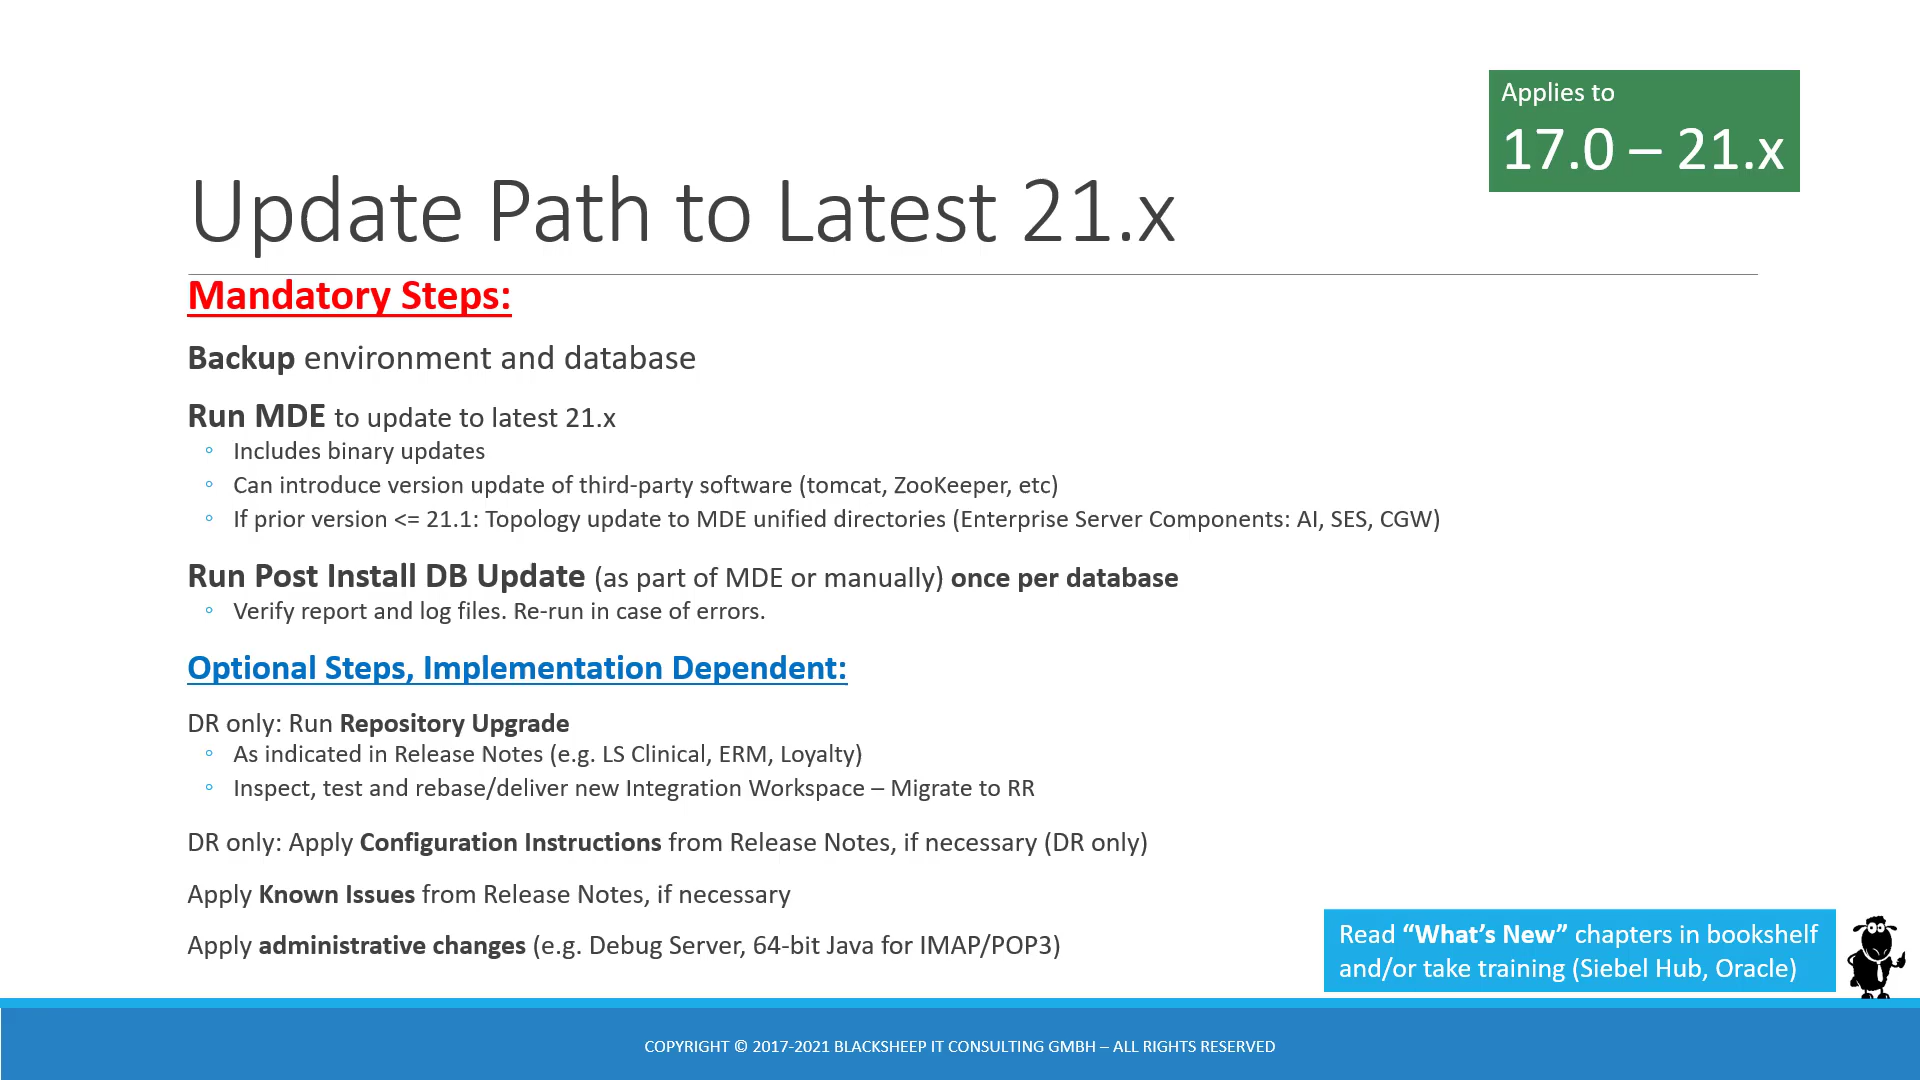 Applies to
17.0 – 21.x
Update Path to Latest 21.x
Mandatory Steps:
Backup environment and database
Run MDE to update to latest 21.x
◦ Includes binary updates
◦ Can introduce version update of third-party software (tomcat, ZooKeeper, etc)
◦ If prior version <= 21.1: Topology update to MDE unified directories (Enterprise Server Components: AI, SES, CGW)
Run Post Install DB Update (as part of MDE or manually) once per database
◦ Verify report and log files. Re-run in case of errors.
Optional Steps, Implementation Dependent:
DR only: Run Repository Upgrade
◦ As indicated in Release Notes (e.g. LS Clinical, ERM, Loyalty)
◦ Inspect, test and rebase/deliver new Integration Workspace – Migrate to RR
DR only: Apply Configuration Instructions from Release Notes, if necessary (DR only)
Apply Known Issues from Release Notes, if necessary
Apply administrative changes (e.g. Debug Server, 64-bit Java for IMAP/POP3)
Read “What’s New” chapters in bookshelf
and/or take training (Siebel Hub, Oracle)
COPYRIGHT © 2017-2021 BLACKSHEEP IT CONSULTING GMBH – ALL RIGHTS RESERVED